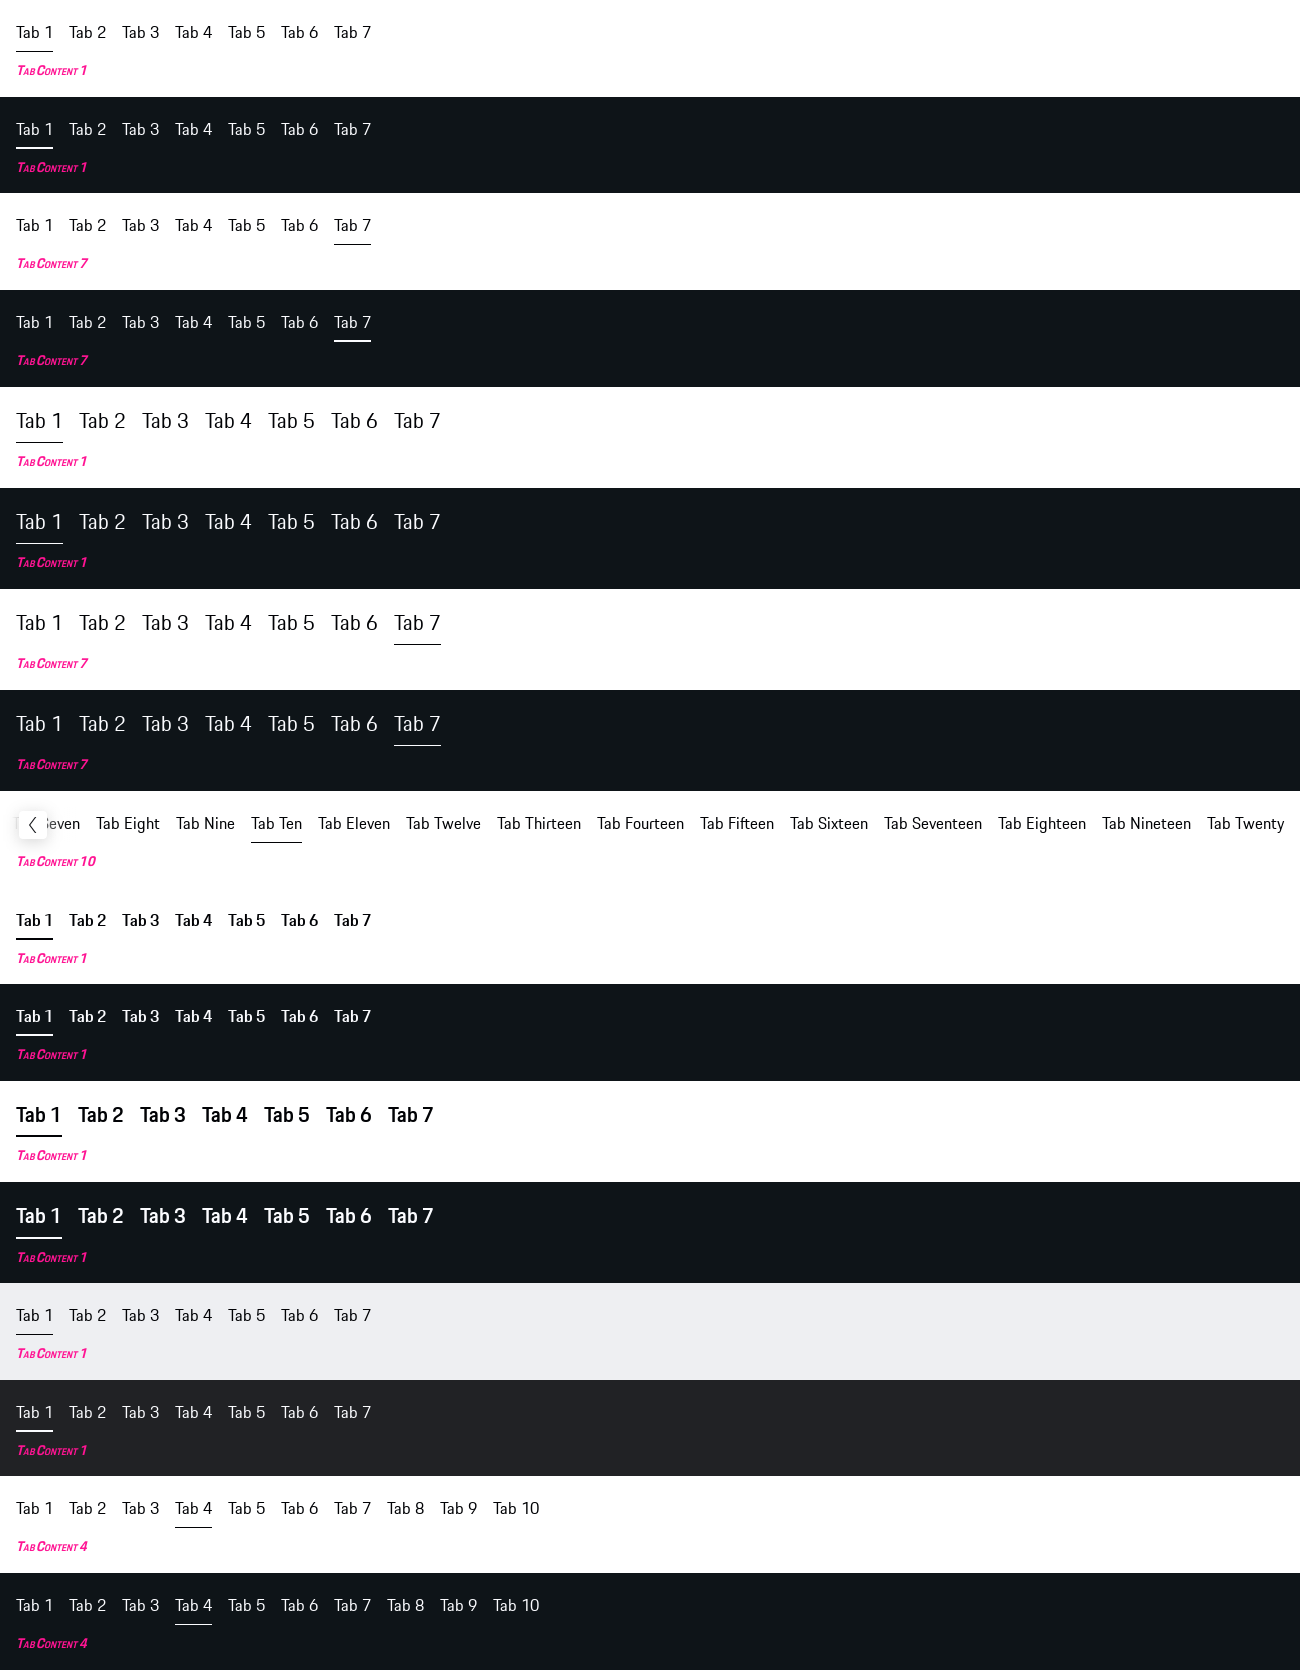 Tab 1 Tab 2 Tab 3 Tab 4 Tab 5 Tab 6 Tab 7
Tab Content 1
Tab 1 Tab 2 Tab 3 Tab 4 Tab 5 Tab 6 Tab 7
Tab Content 1
Tab 1 Tab 2 Tab 3 Tab 4 Tab 5 Tab 6 Tab 7
Tab Content 7
Tab 1 Tab 2 Tab 3 Tab 4 Tab 5 Tab 6 Tab 7
Tab Content 7
Tab 1 Tab 2 Tab 3 Tab 4 Tab 5 Tab 6 Tab 7
Tab Content 1
Tab 1 Tab 2 Tab 3 Tab 4 Tab 5 Tab 6 Tab 7
Tab Content 1
Tab 1 Tab 2 Tab 3 Tab 4 Tab 5 Tab 6 Tab 7
Tab Content 7
Tab 1 Tab 2 Tab 3 Tab 4 Tab 5 Tab 6 Tab 7
Tab Content 7
Seven Tab Eight Tab Nine Tab Ten Tab Eleven Tab Twelve Tab Thirteen Tab Fourteen Tab Fifteen Tab Sixteen Tab Seventeen Tab Eighteen Tab Nineteen Tab Twenty
Tab Content 10
Tab 1 Tab 2 Tab 3 Tab 4 Tab 5 Tab 6 Tab 7
Tab Content 1
Tab 1 Tab 2 Tab 3 Tab 4 Tab 5 Tab 6 Tab 7
Tab Content 1
Tab 1 Tab 2 Tab 3 Tab 4 Tab 5 Tab 6 Tab 7
Tab Content 1
Tab 1 Tab 2 Tab 3 Tab 4 Tab 5 Tab 6 Tab 7
Tab Content 1
Tab 1 Tab 2 Tab 3 Tab 4 Tab 5 Tab 6 Tab 7
Tab Content 1
Tab 1 Tab 2 Tab 3 Tab 4 Tab 5 Tab 6 Tab 7
Tab Content 1
Tab 1 Tab 2 Tab 3 Tab 4 Tab 5 Tab 6 Tab 7 Tab 8 Tab 9 Tab 10
Tab Content 4
Tab 1 Tab 2 Tab 3 Tab 4 Tab 5 Tab 6 Tab 7 Tab 8 Tab 9 Tab 10
Tab Content 4